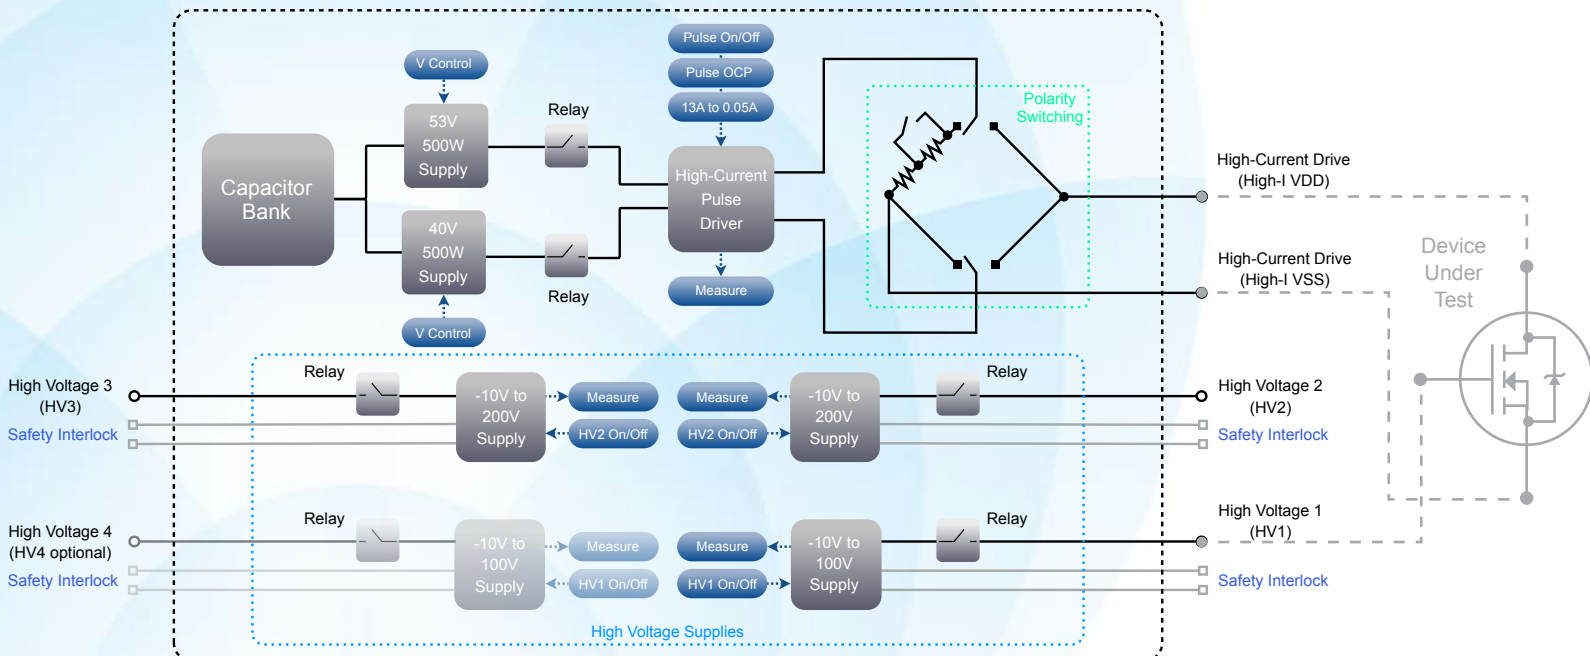 Pulse On/Off
Pulse OCP
13A to 0.05A
V Control
53V
500W
Supply
Relay
Capacitor
Bank
High-Current
Pulse
Driver
Measure
40V
500W
Supply
Relay
V Control
Polarity
Switching
High-Current Drive
(High-I VDD)
High-Current Drive
(High-I VSS)
Device
Under
Test
High Voltage 3
(HV3)
Safety Interlock
Relay
-10V to
200V
Supply
Measure
HV2 On/Off
Measure
HV2 On/Off
-10V to
200V
Supply
Relay
High Voltage 2
(HV2)
Safety Interlock
High Voltage 4
(HV4 optional)
Safety Interlock
Relay
-10V to
100V
Supply
Measure
HV1 On/Off
Measure
HV1 On/Off
-10V to
100V
Supply
Relay
High Voltage 1
(HV1)
Safety Interlock
High Voltage Supplies